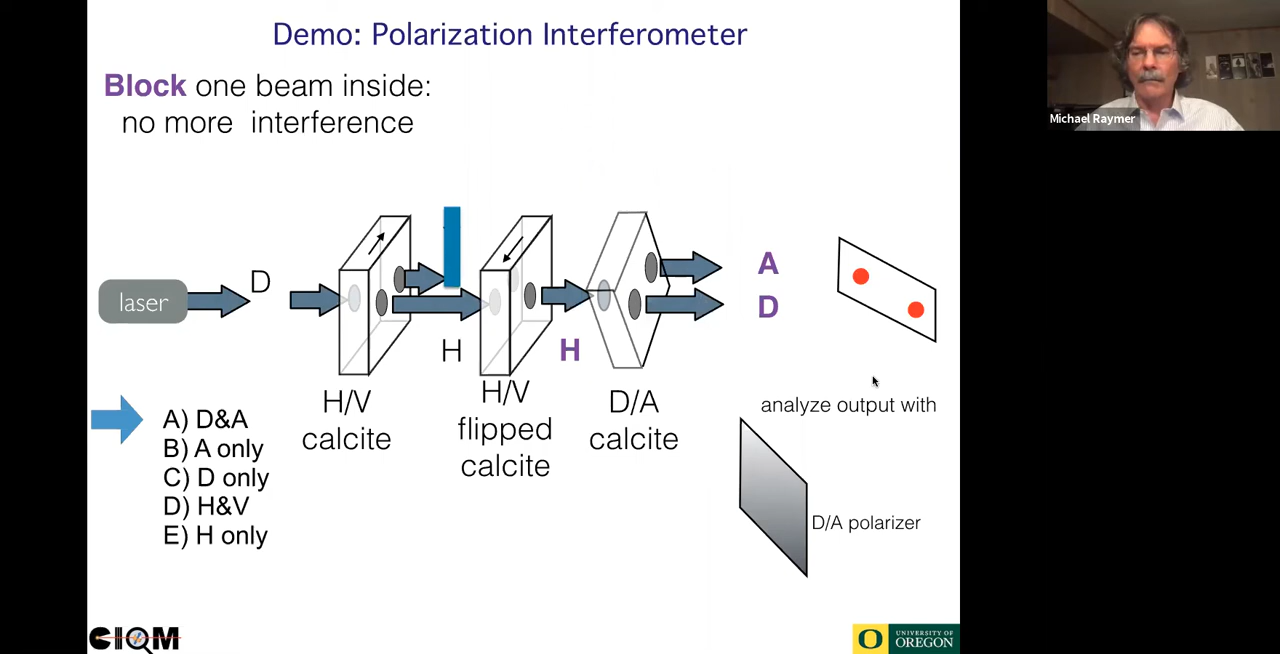 Demo: Polarization Interferometer
Block one beam inside:
no more interference
Michael Raymer
laser
D
H
H
A
D
H/V
calcite
H/V
flipped
calcite
D/A
calcite
analyze output with
D/A polarizer
A) D&A
B) A only
C) D only
D) H&V
E) H only
CIQM
O
UNIVERSITY OF
OREGON